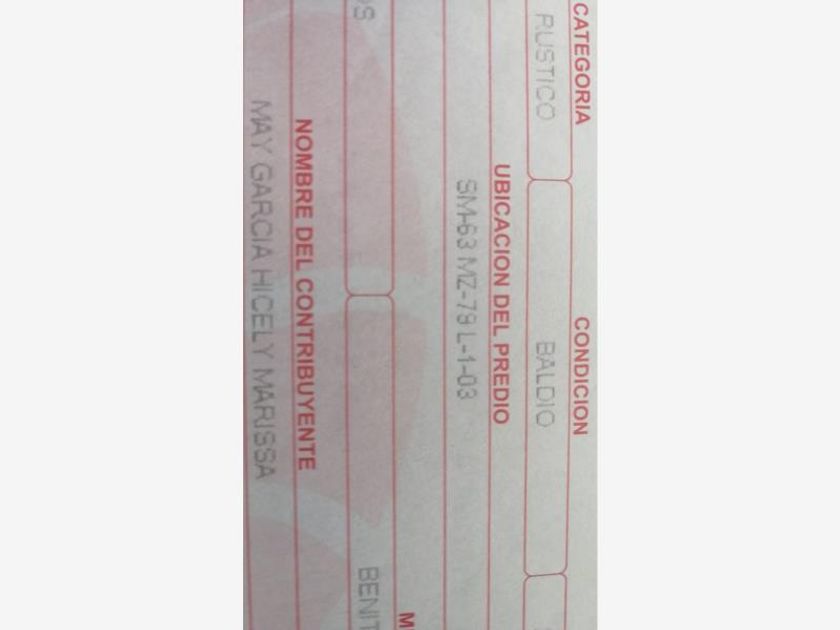 CATEGORIA CONDICION
RUSTICO BALDIO
UBICACION DEL PREDIO
SM-63 MZ-79 L-1-03
NOMBRE DEL CONTRIBUYENTE
MAY GARCIA HICELY MARISSA